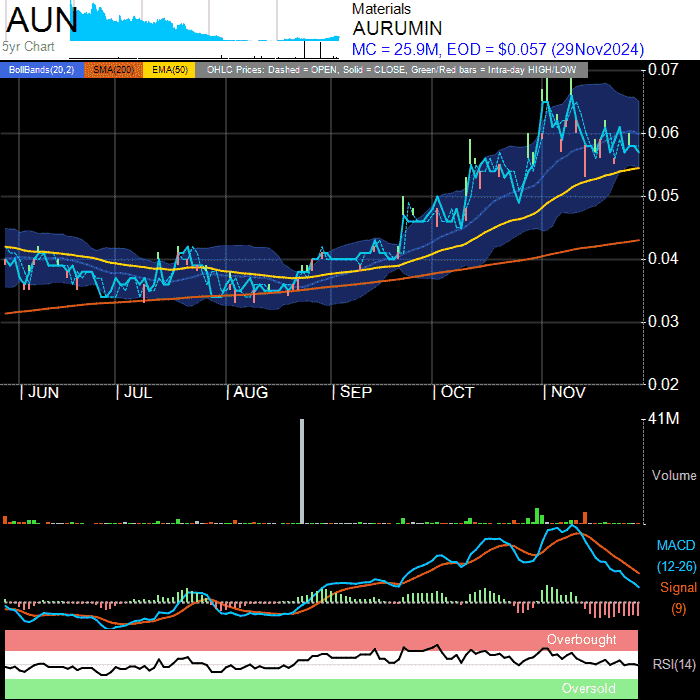 AUN
5yr Chart
Materials
AURUMIN
MC = 25.9M, EOD = $0.057 (29Nov2024)
BollBands(20,2) SMA(200) EMA(50) OHLC Prices: Dashed = OPEN, Solid = CLOSE, Green/Red bars = Intra-day HIGH/LOW
0.07
0.06
0.05
0.04
0.03
0.02
JUN JUL AUG SEP OCT NOV
41M
Volume
MACD
(12-26)
Signal
(9)
Overbought
RSI(14)
Oversold